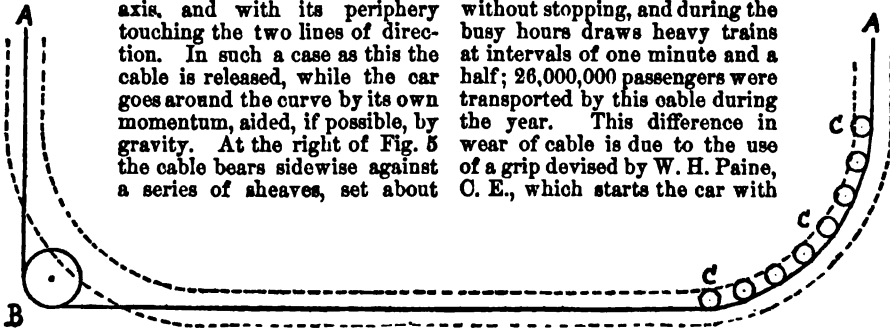 A
axis, and with its periphery
touching the two lines of direc-
tion. In such a case as this the
cable is released, while the car
goes around the curve by its own
momentum, aided, if possible, by
gravity. At the right of Fig. 5
the cable bears sidewise against
a series of sheaves, set about
without stopping, and during the
busy hours draws heavy trains
at intervals of one minute and a
half; 26,000,000 passengers were
transported by this cable during
the year. This difference in
wear of cable is due to the use
of a grip devised by W. H. Paine,
C. E., which starts the car with
A
C
C
C
B